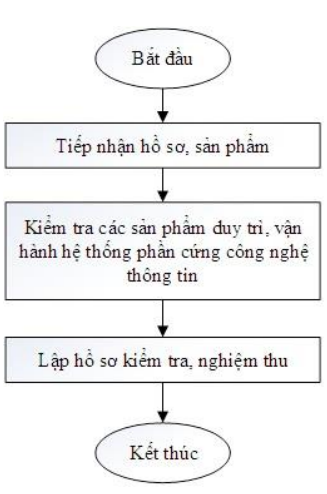 Bắt đầu
Tiếp nhận hồ sơ, sản phẩm
Kiểm tra các sản phẩm duy trì, vận
hành hệ thống phần cứng công nghệ
thông tin
Lập hồ sơ kiểm tra, nghiệm thu
Kết thúc